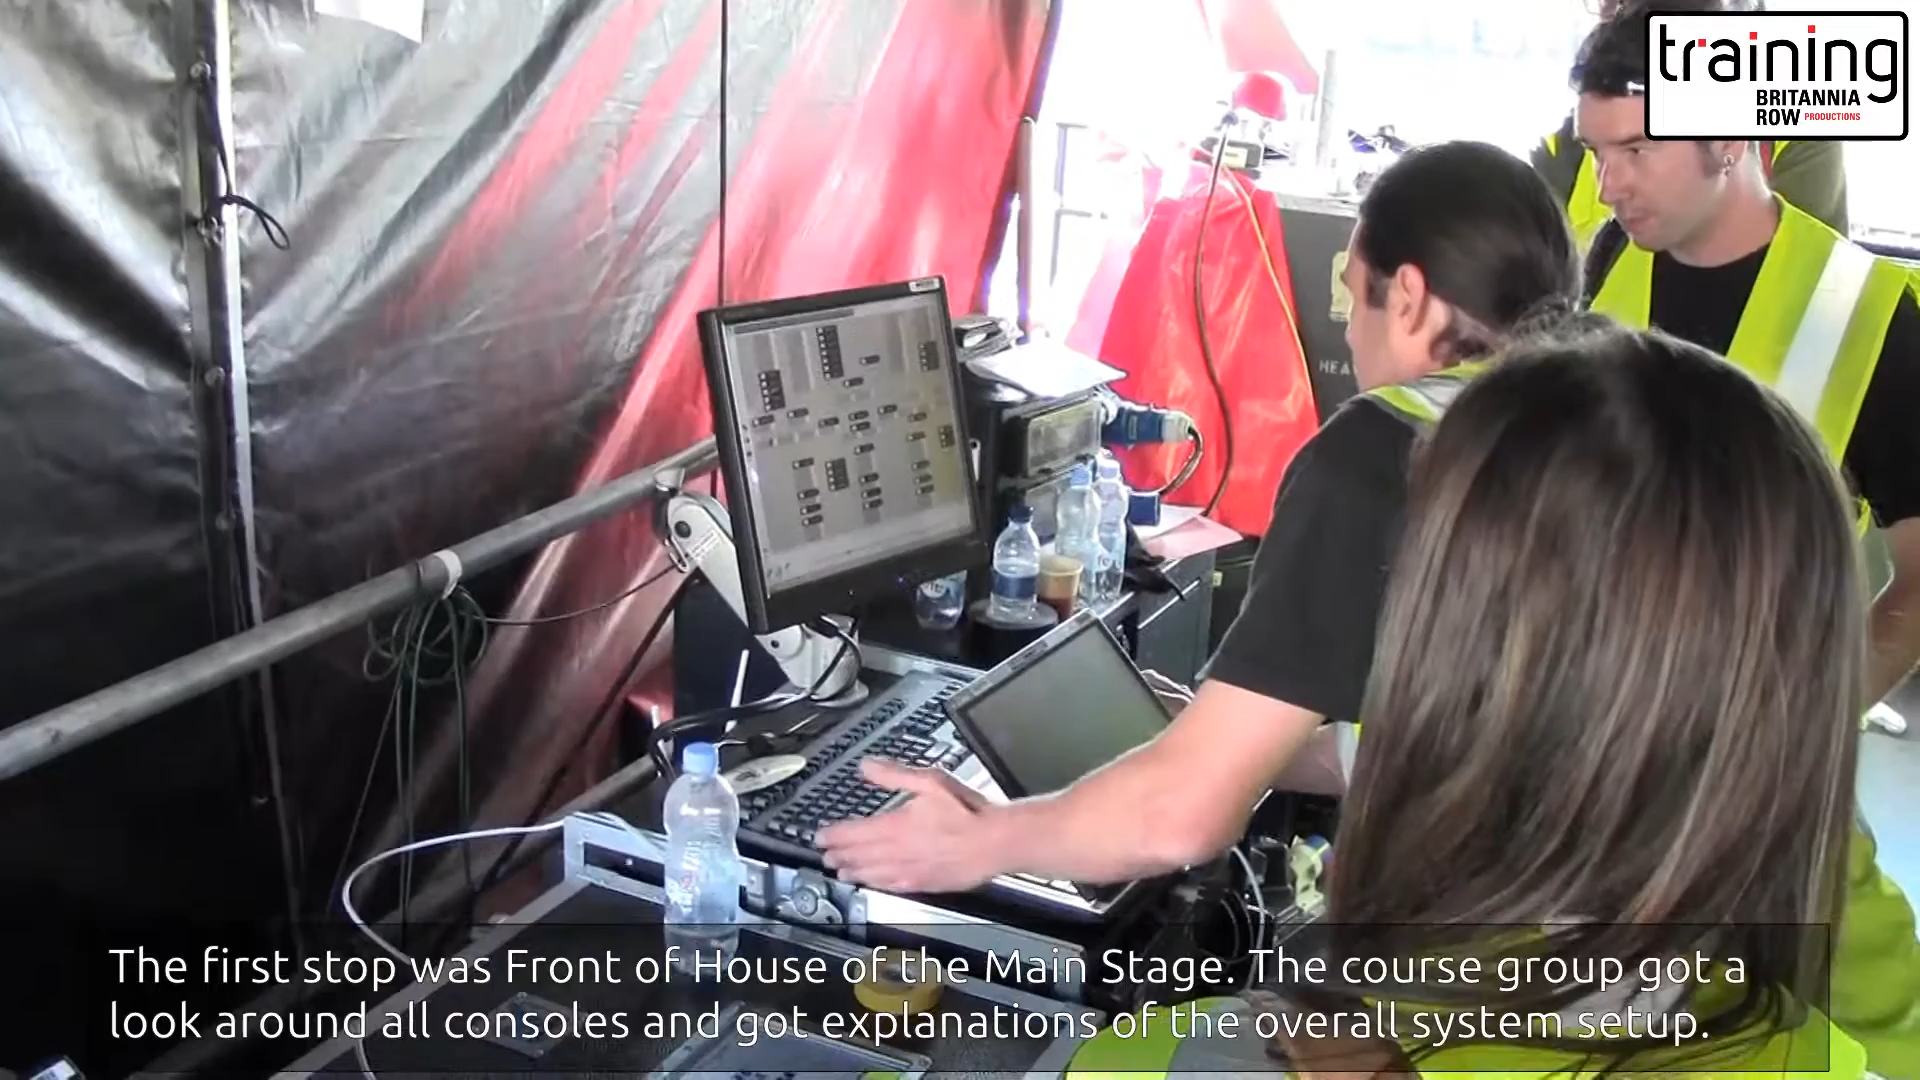 training
BRITANNIA
ROW PRODUCTIONS
HEA
The first stop was Front of House of the Main Stage. The course group got a
look around all consoles and got explanations of the overall system setup.